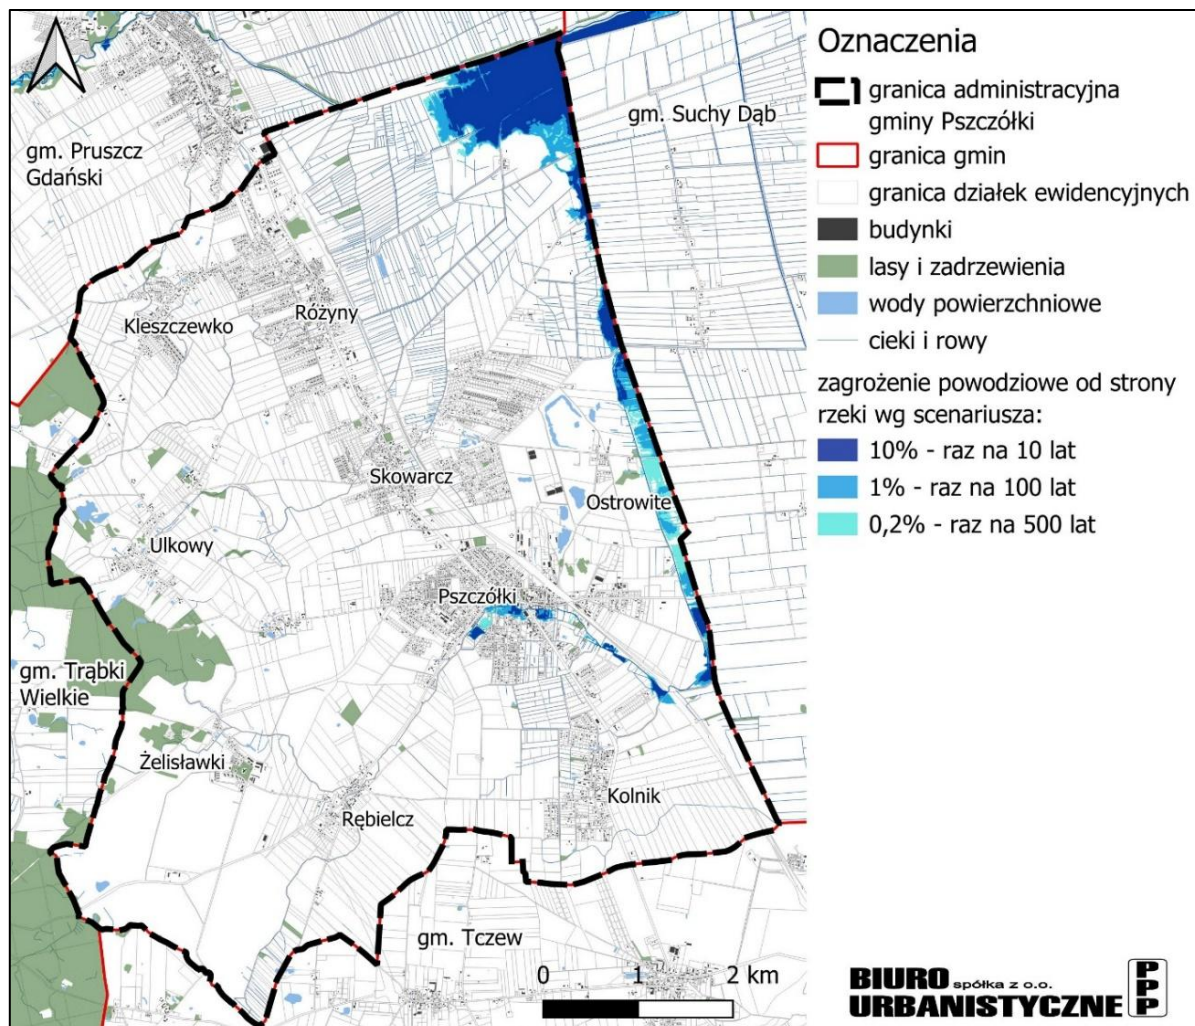 gm. Pruszcz
Gdański
gm. Suchy Dąb
Kleszczewko
Różyny
Skowarcz
Ostrowite
Ulkowy
Pszczółki
gm. Trąbki
Wielkie
Żelisławki
Rębielcz
Kolnik
gm. Tczew
0 1 2 km
Oznaczenia
granica administracyjna
gminy Pszczółki
granica gmin
granica działek ewidencyjnych
budynki
lasy i zadrzewienia
wody powierzchniowe
cieki i rowy
zagrożenie powodziowe od strony
rzeki wg scenariusza:
10% - raz na 10 lat
1% - raz na 100 lat
0,2% - raz na 500 lat
BIURO spółka z o.o.
URBANISTYCZNE
P
P
P